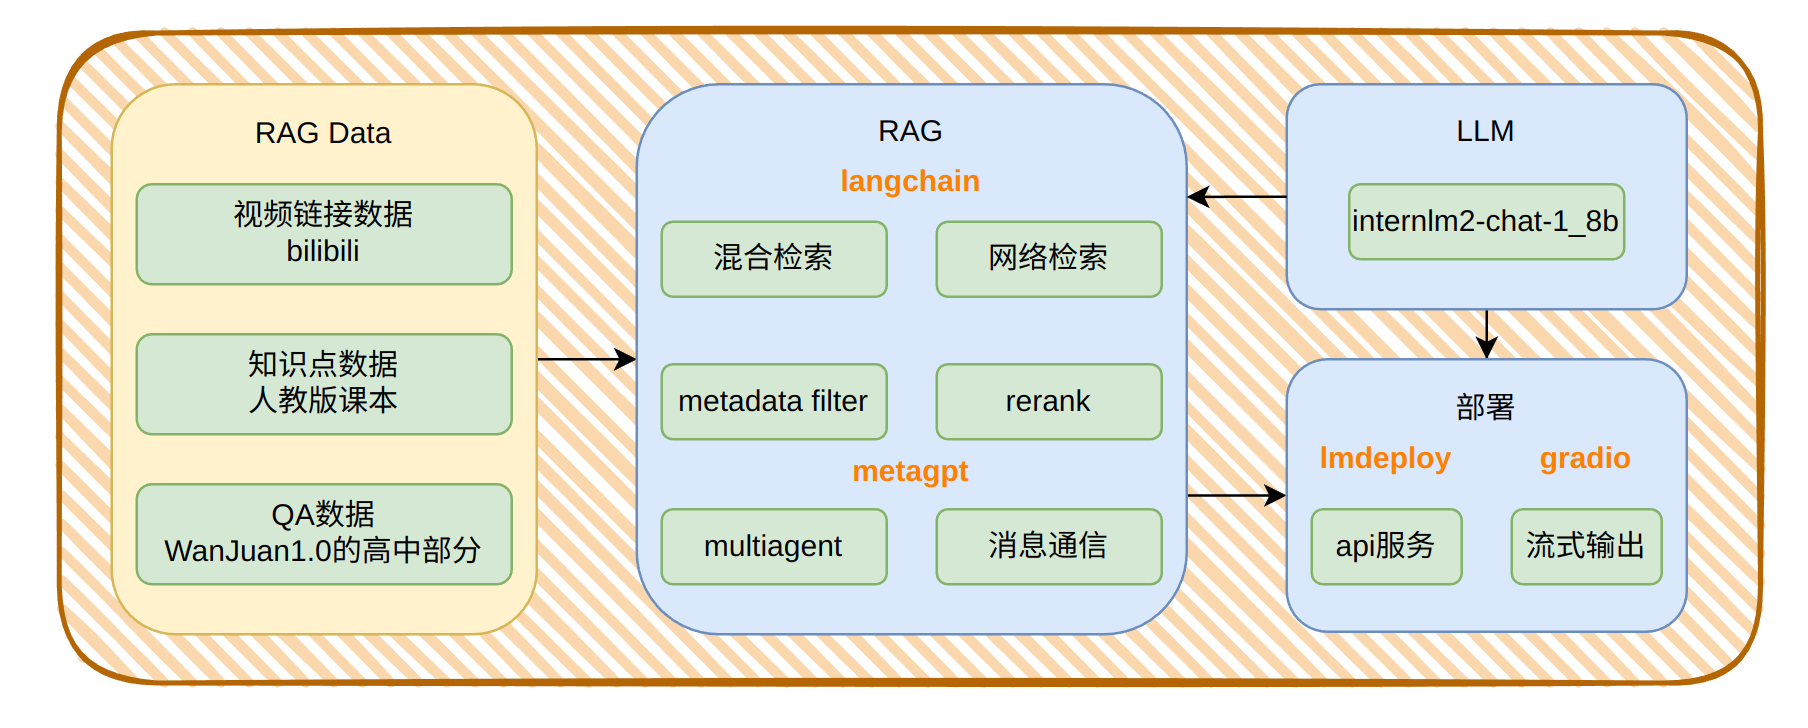 RAG Data
视频链接数据
bilibili
知识点数据
人教版课本
QA数据
WanJuan1.0的高中部分
RAG
langchain
混合检索
网络检索
metadata filter
rerank
metagpt
multiagent
消息通信
LLM
internlm2-chat-1_8b
部署
lmdeploy
gradio
api服务
流式输出